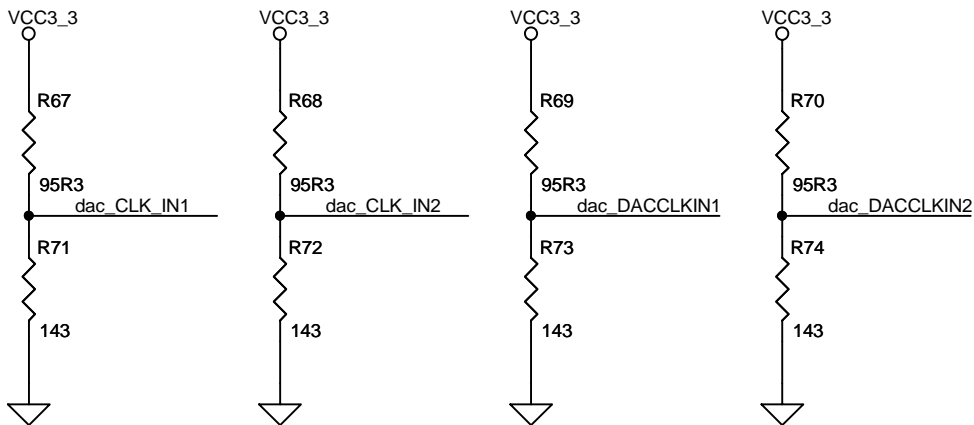 VCC3_3 VCC3_3 VCC3_3 VCC3_3
R67 R68 R69 R70
95R3 95R3 95R3 95R3
dac_CLK_IN1 dac_CLK_IN2 dac_DACCLKIN1 dac_DACCLKIN2
R71 R72 R73 R74
143 143 143 143